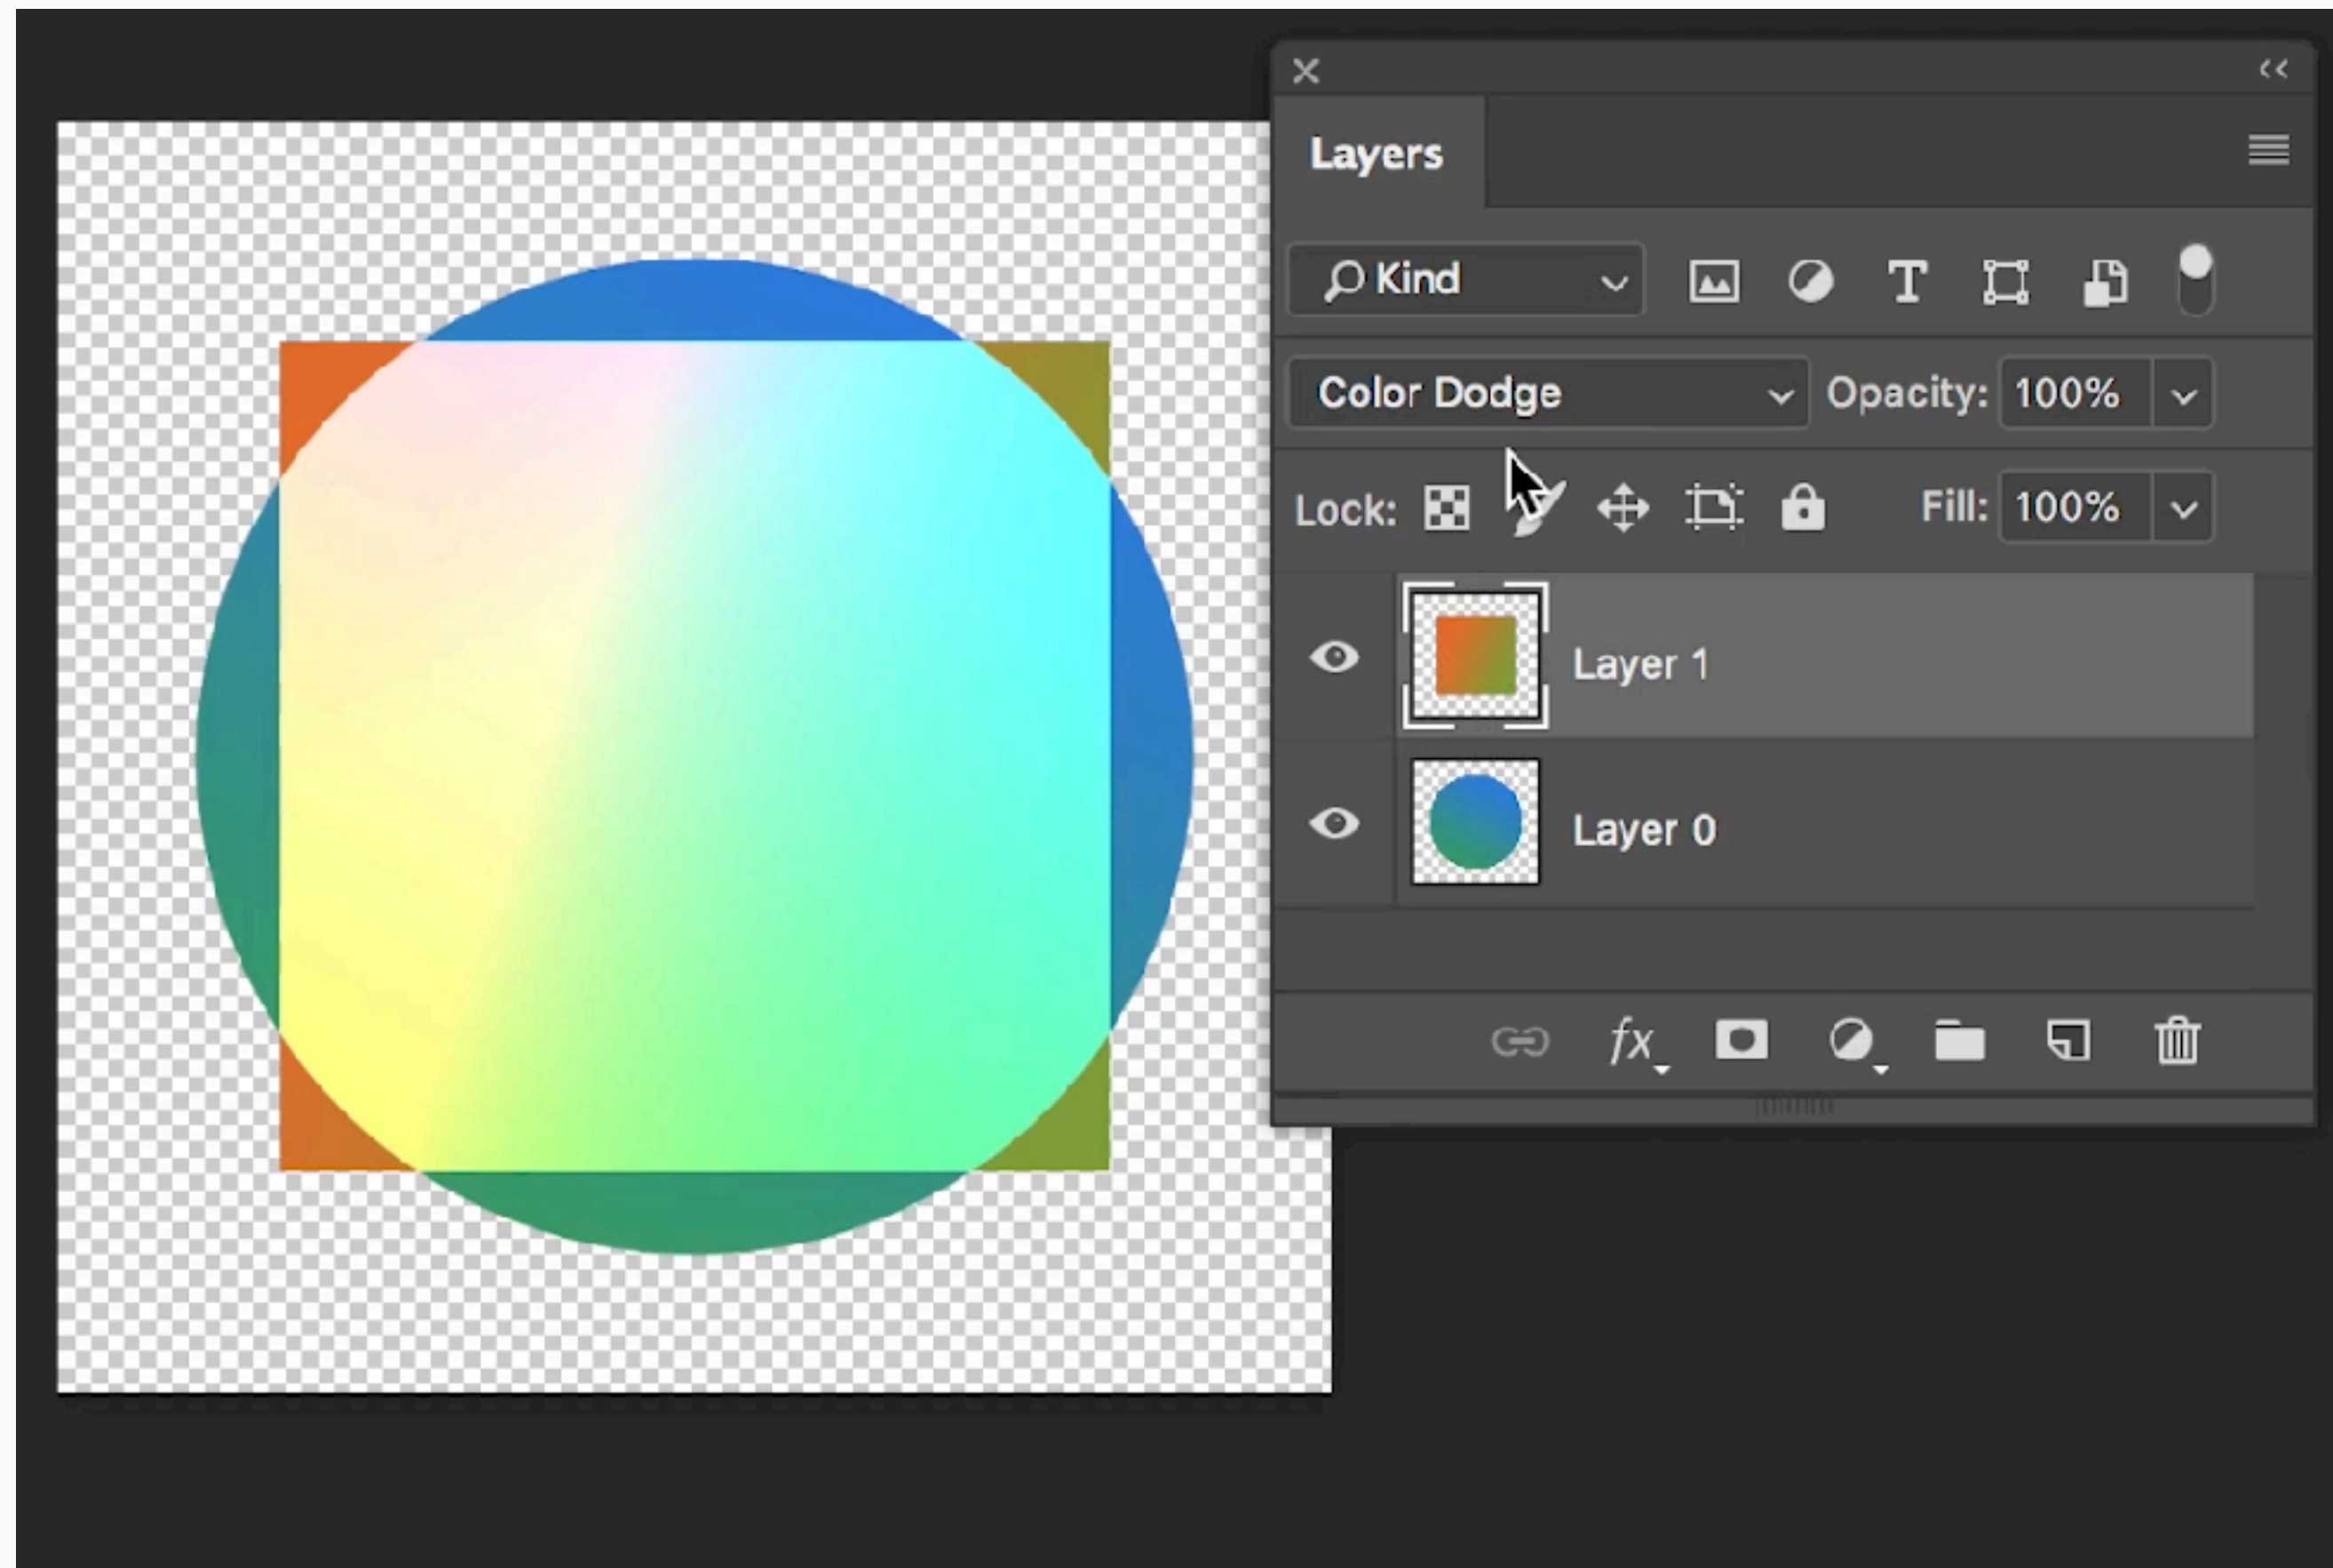 Layers
Kind
Color Dodge Opacity: 100%
Lock: Fill: 100%
Layer 1
Layer 0
fx